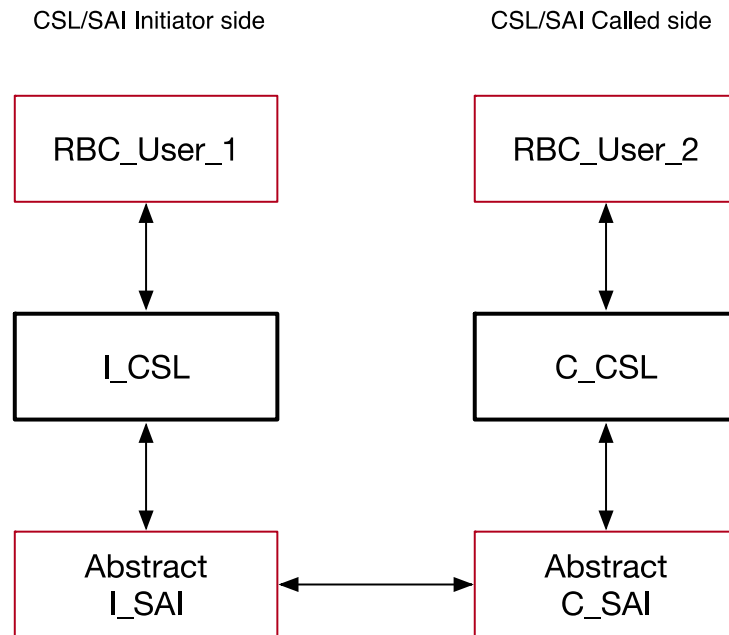 CSL/SAI Initiator side
CSL/SAI Called side
RBC_User_1
RBC_User_2
I_CSL
C_CSL
Abstract
I_SAI
Abstract
C_SAI